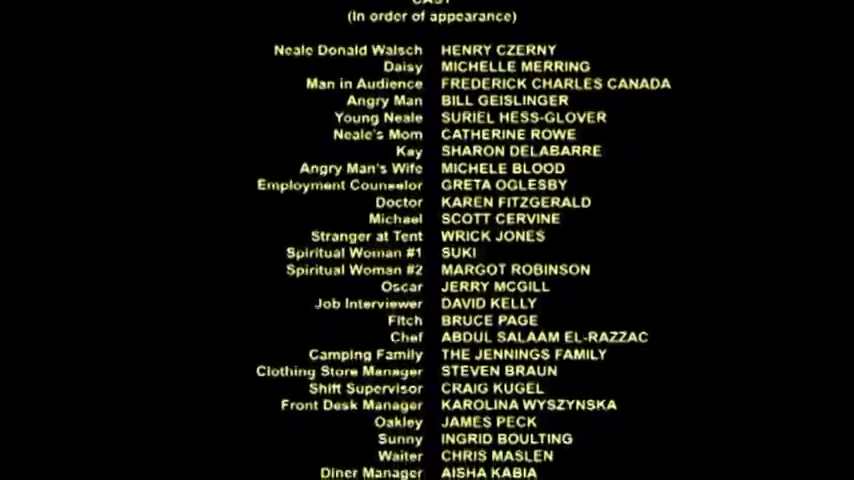 CAST
(In order of appearance)
Neale Donald Walsch HENRY CZERNY
Daisy MICHELLE MERRING
Man in Audience FREDERICK CHARLES CANADA
Angry Man BILL GEISLINGER
Young Neale SURIEL HESS-GLOVER
Neale's Mom CATHERINE ROWE
Kay SHARON DELABARRE
Angry Man's Wife MICHELE BLOOD
Employment Counselor GRETA OGLESBY
Doctor KAREN FITZGERALD
Michael SCOTT CERVINE
Stranger at Tent WRICK JONES
Spiritual Woman #1 SUKI
Spiritual Woman #2 MARGOT ROBINSON
Oscar JERRY MCGILL
Job Interviewer DAVID KELLY
Fitch BRUCE PAGE
Chef ABDUL SALAAM EL-RAZZAC
Camping Family THE JENNINGS FAMILY
Clothing Store Manager STEVEN BRAUN
Shift Supervisor CRAIG KUGEL
Front Desk Manager KAROLINA WYSZYNSKA
Oakley JAMES PECK
Sunny INGRID BOULTING
Waiter CHRIS MASLEN
Diner Manager AISHA KABIA